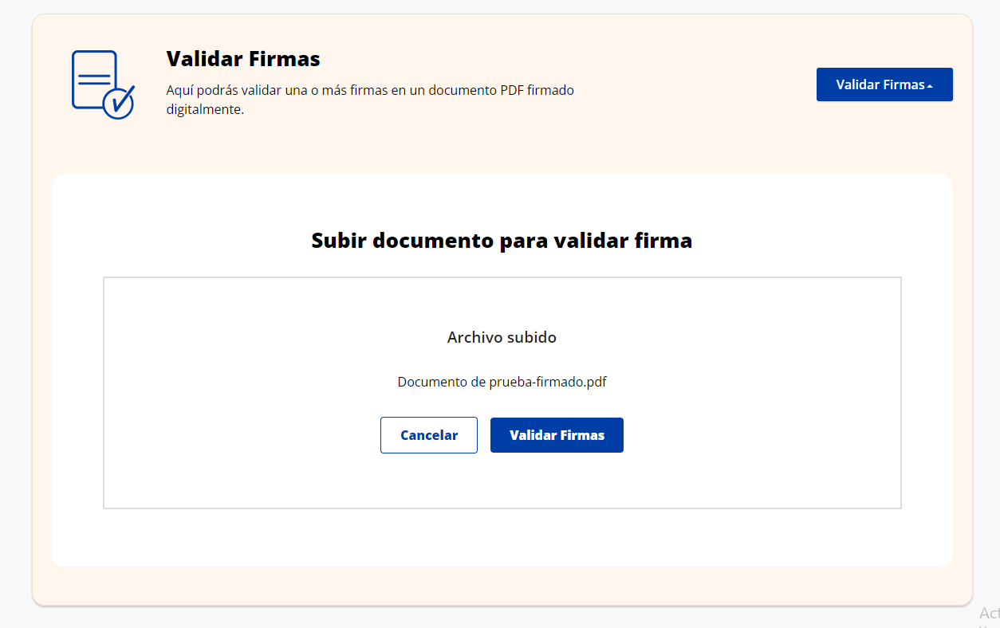 Validar Firmas
Aquí podrás validar una o más firmas en un documento PDF firmado
digitalmente.
Validar Firmas
Subir documento para validar firma
Archivo subido
Documento de prueba-firmado.pdf
Cancelar
Validar Firmas